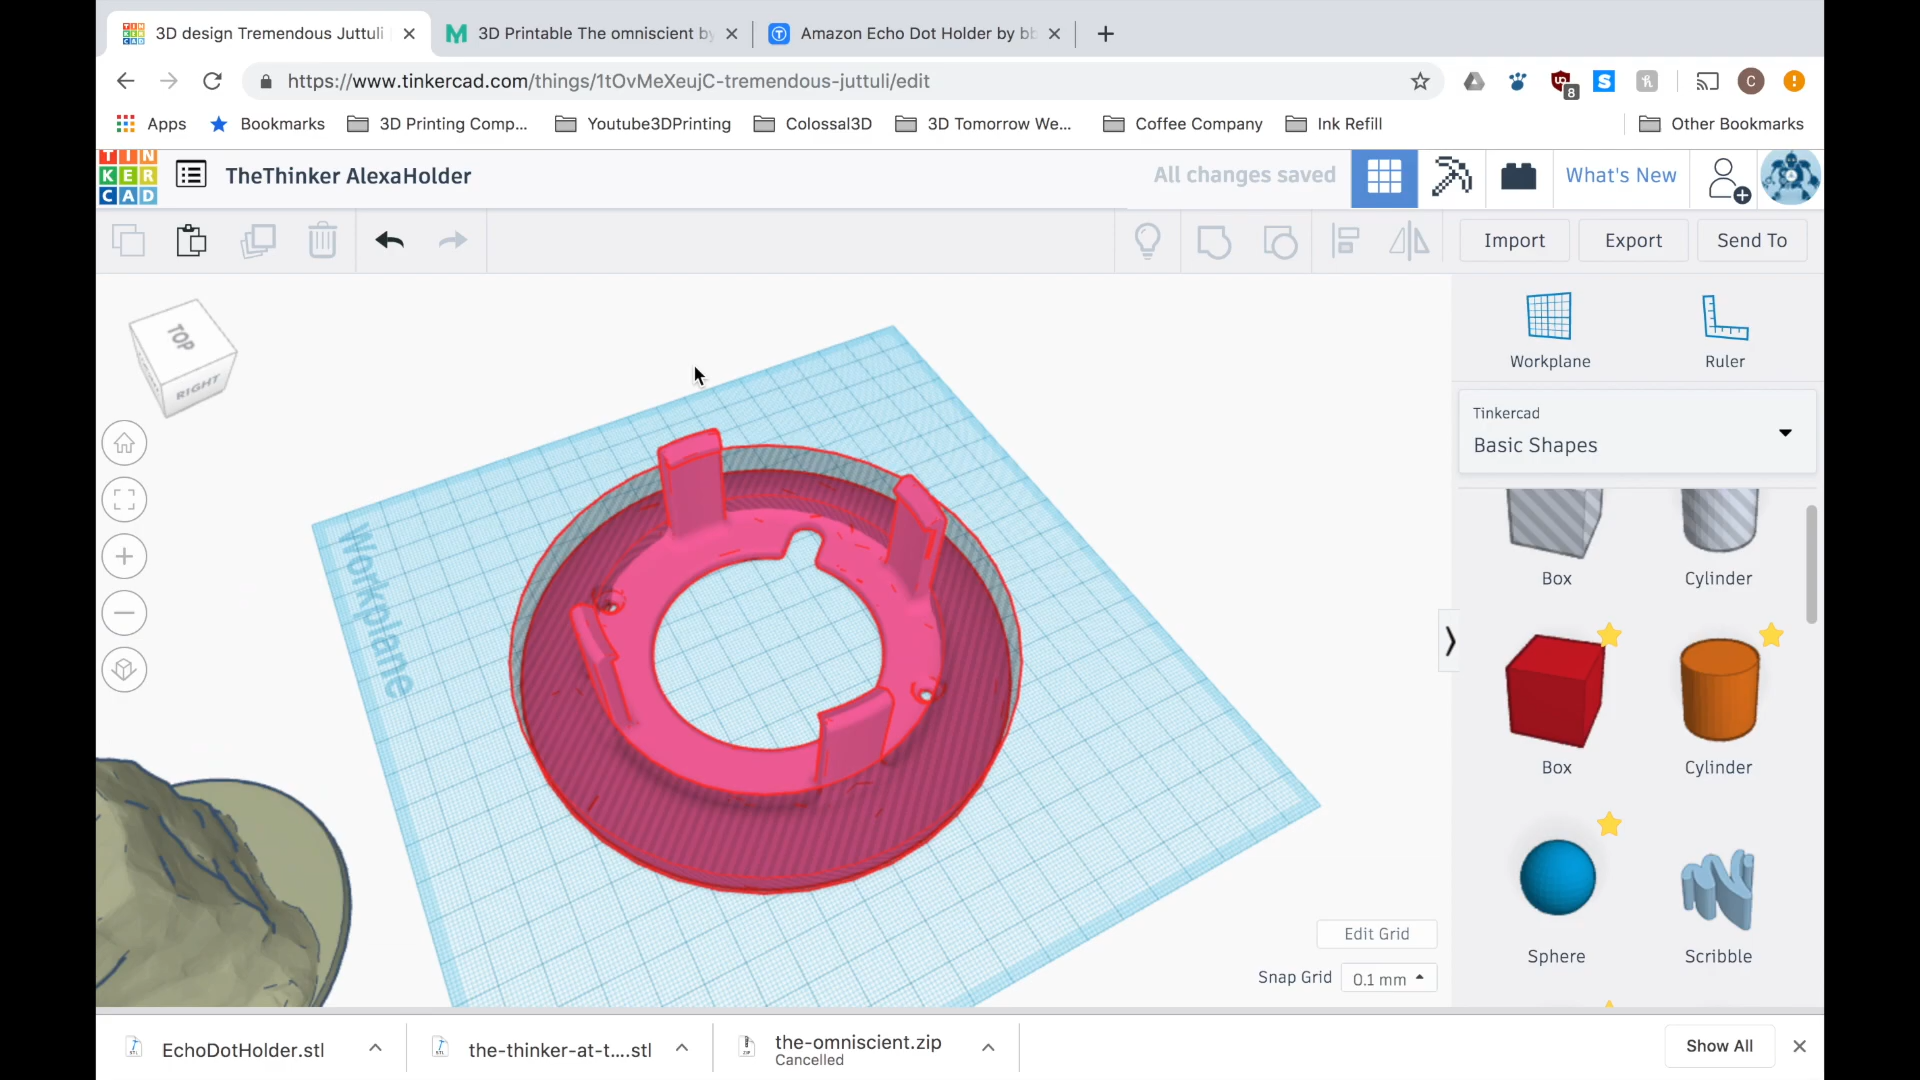 3D design Tremendous Juttuli
3D Printable The omniscient by
Amazon Echo Dot Holder by bb
https://www.tinkercad.com/things/1tOvMeXeujC-tremendous-juttuli/edit
8
C
Apps
Bookmarks
3D Printing Comp...
Youtube3DPrinting
Colossal3D
3D Tomorrow We...
Coffee Company
Ink Refill
Other Bookmarks
TIN
KER
CAD
TheThinker AlexaHolder
All changes saved
What's New
Import
Export
Send To
TOP
RIGHT
Workplane
Workplane
Ruler
Tinkercad
Basic Shapes
Box
Cylinder
Box
Cylinder
Sphere
Scribble
Edit Grid
Snap Grid
0.1 mm
EchoDotHolder.stl
the-thinker-at-t....stl
the-omniscient.zip
Cancelled
Show All